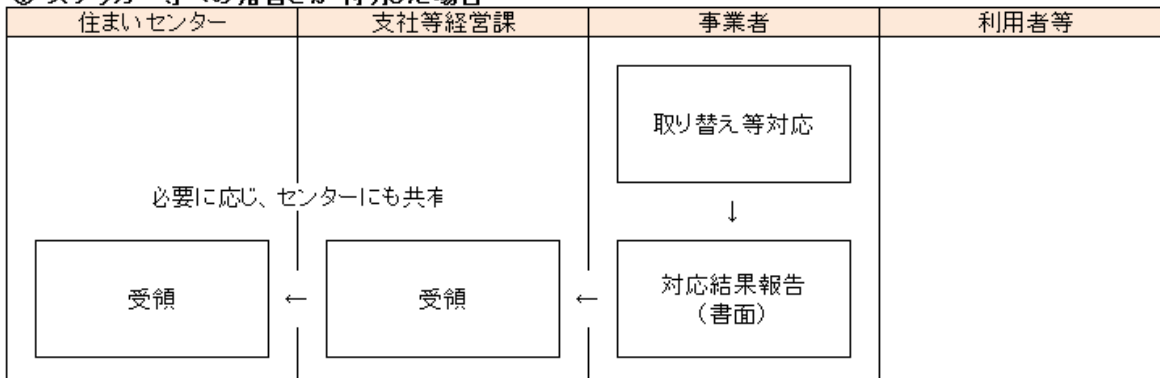 住まいセンター
支社等経営課
事業者
利用者等
取り替え等対応
必要に応じ、センターにも共有
↓
受領
←
受領
←
対応結果報告
（書面）